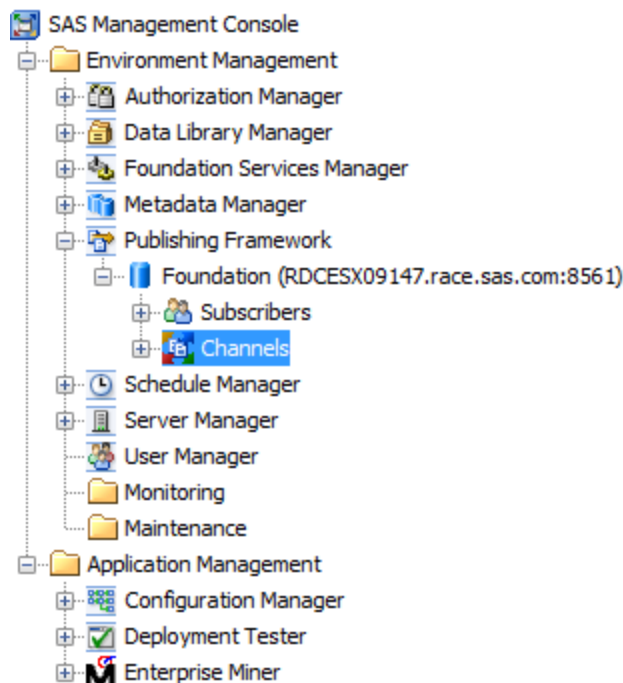 SAS Management Console
Environment Management
Authorization Manager
Data Library Manager
Foundation Services Manager
Metadata Manager
Publishing Framework
Foundation (RDCESX09147.race.sas.com:8561)
Subscribers
Channels
Schedule Manager
Server Manager
User Manager
Monitoring
Maintenance
Application Management
Configuration Manager
Deployment Tester
Enterprise Miner